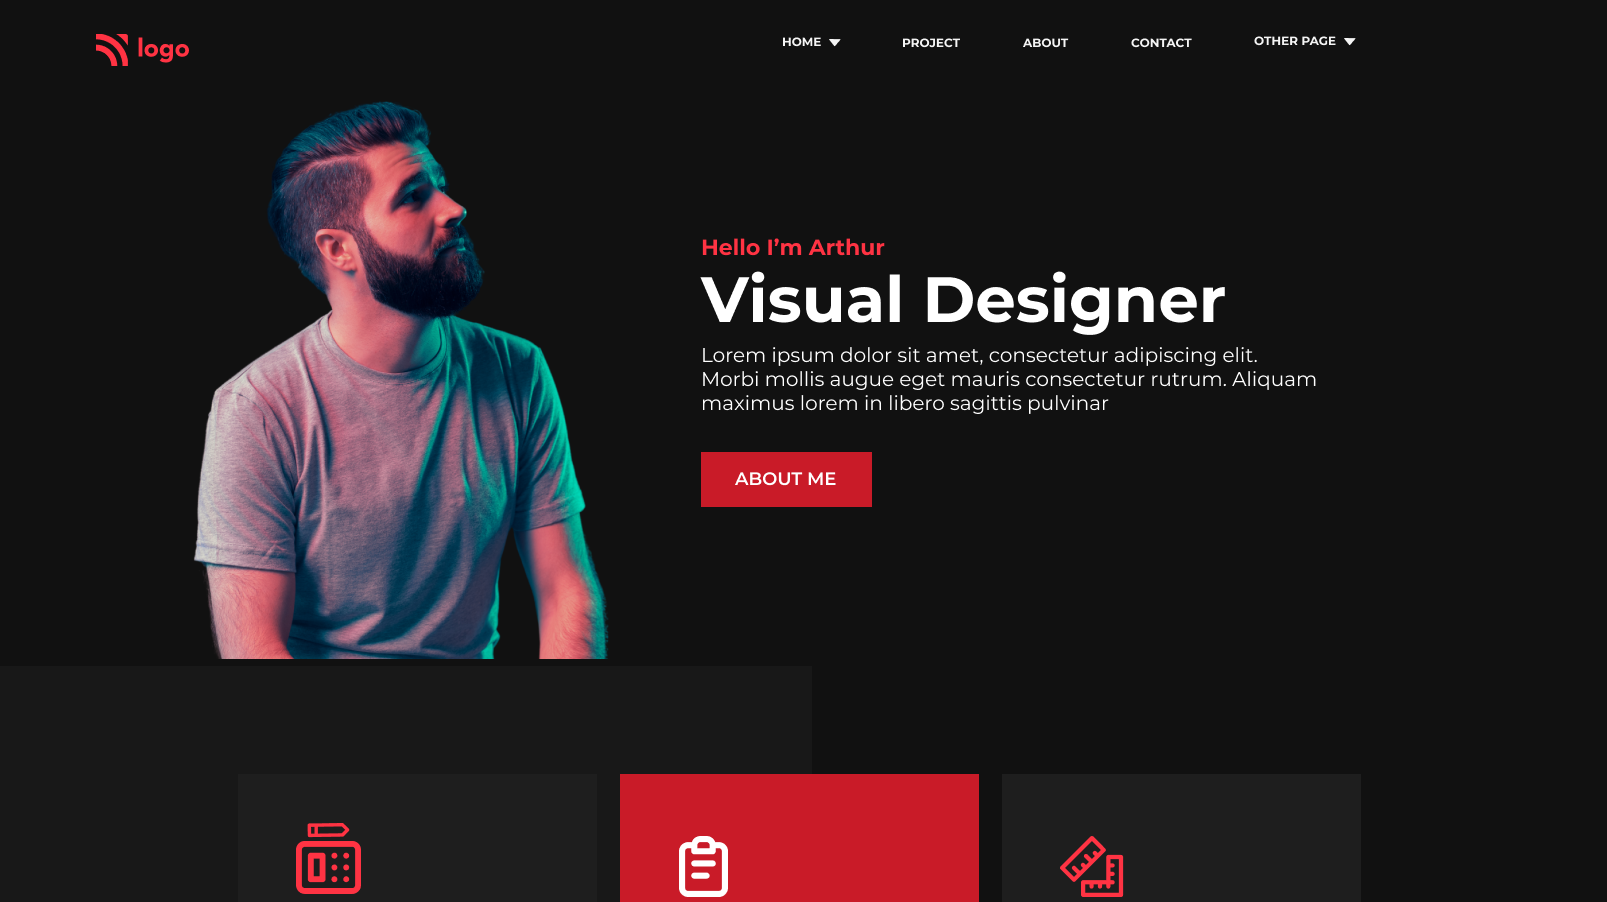 logo
HOME
PROJECT
ABOUT
CONTACT
OTHER PAGE
Hello I’m Arthur
Visual Designer
Lorem ipsum dolor sit amet, consectetur adipiscing elit.
Morbi mollis augue eget mauris consectetur rutrum. Aliquam
maximus lorem in libero sagittis pulvinar
ABOUT ME